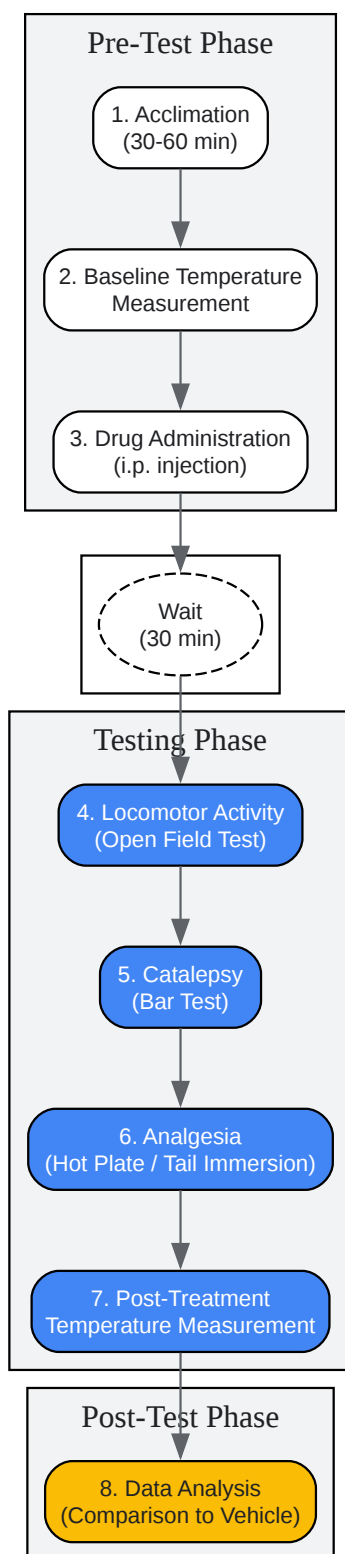 Pre-Test Phase
1. Acclimation
(30-60 min)
2. Baseline Temperature
Measurement
3. Drug Administration
(i.p. injection)
Wait
(30 min)
Testing Phase
4. Locomotor Activity
(Open Field Test)
5. Catalepsy
(Bar Test)
6. Analgesia
(Hot Plate / Tail Immersion)
7. Post-Treatment
Temperature Measurement
Post-Test Phase
8. Data Analysis
(Comparison to Vehicle)